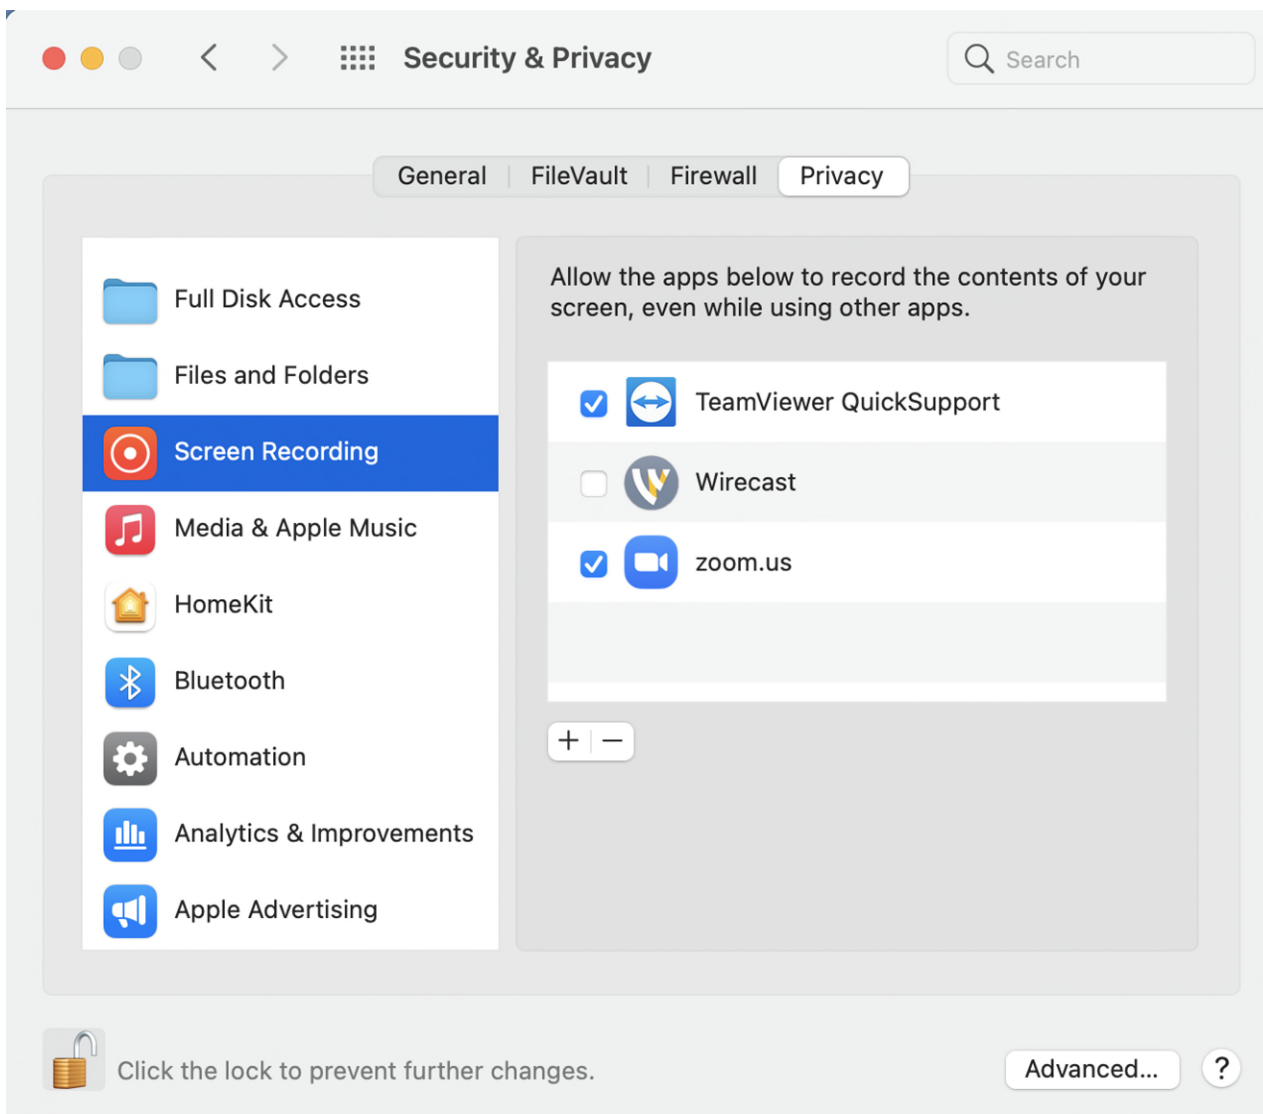 Security & Privacy
Search
General
FileVault
Firewall
Privacy
Full Disk Access
Files and Folders
Screen Recording
Media & Apple Music
HomeKit
Bluetooth
Automation
Analytics & Improvements
Apple Advertising
Allow the apps below to record the contents of your
screen, even while using other apps.
TeamViewer QuickSupport
Wirecast
zoom.us
+ −
Click the lock to prevent further changes.
Advanced...
?